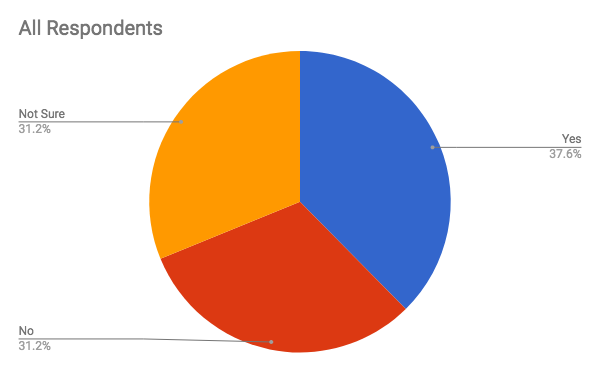 All Respondents
Not Sure
31.2%
Yes
37.6%
No
31.2%